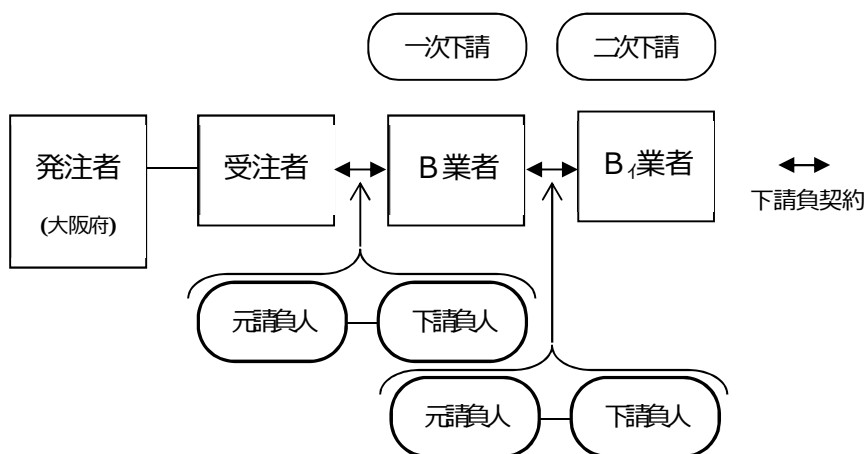 一次下請
二次下請
発注者
(大阪府)
受注者
B業者
Bィ業者
下請負契約
元請負人
下請負人
元請負人
下請負人